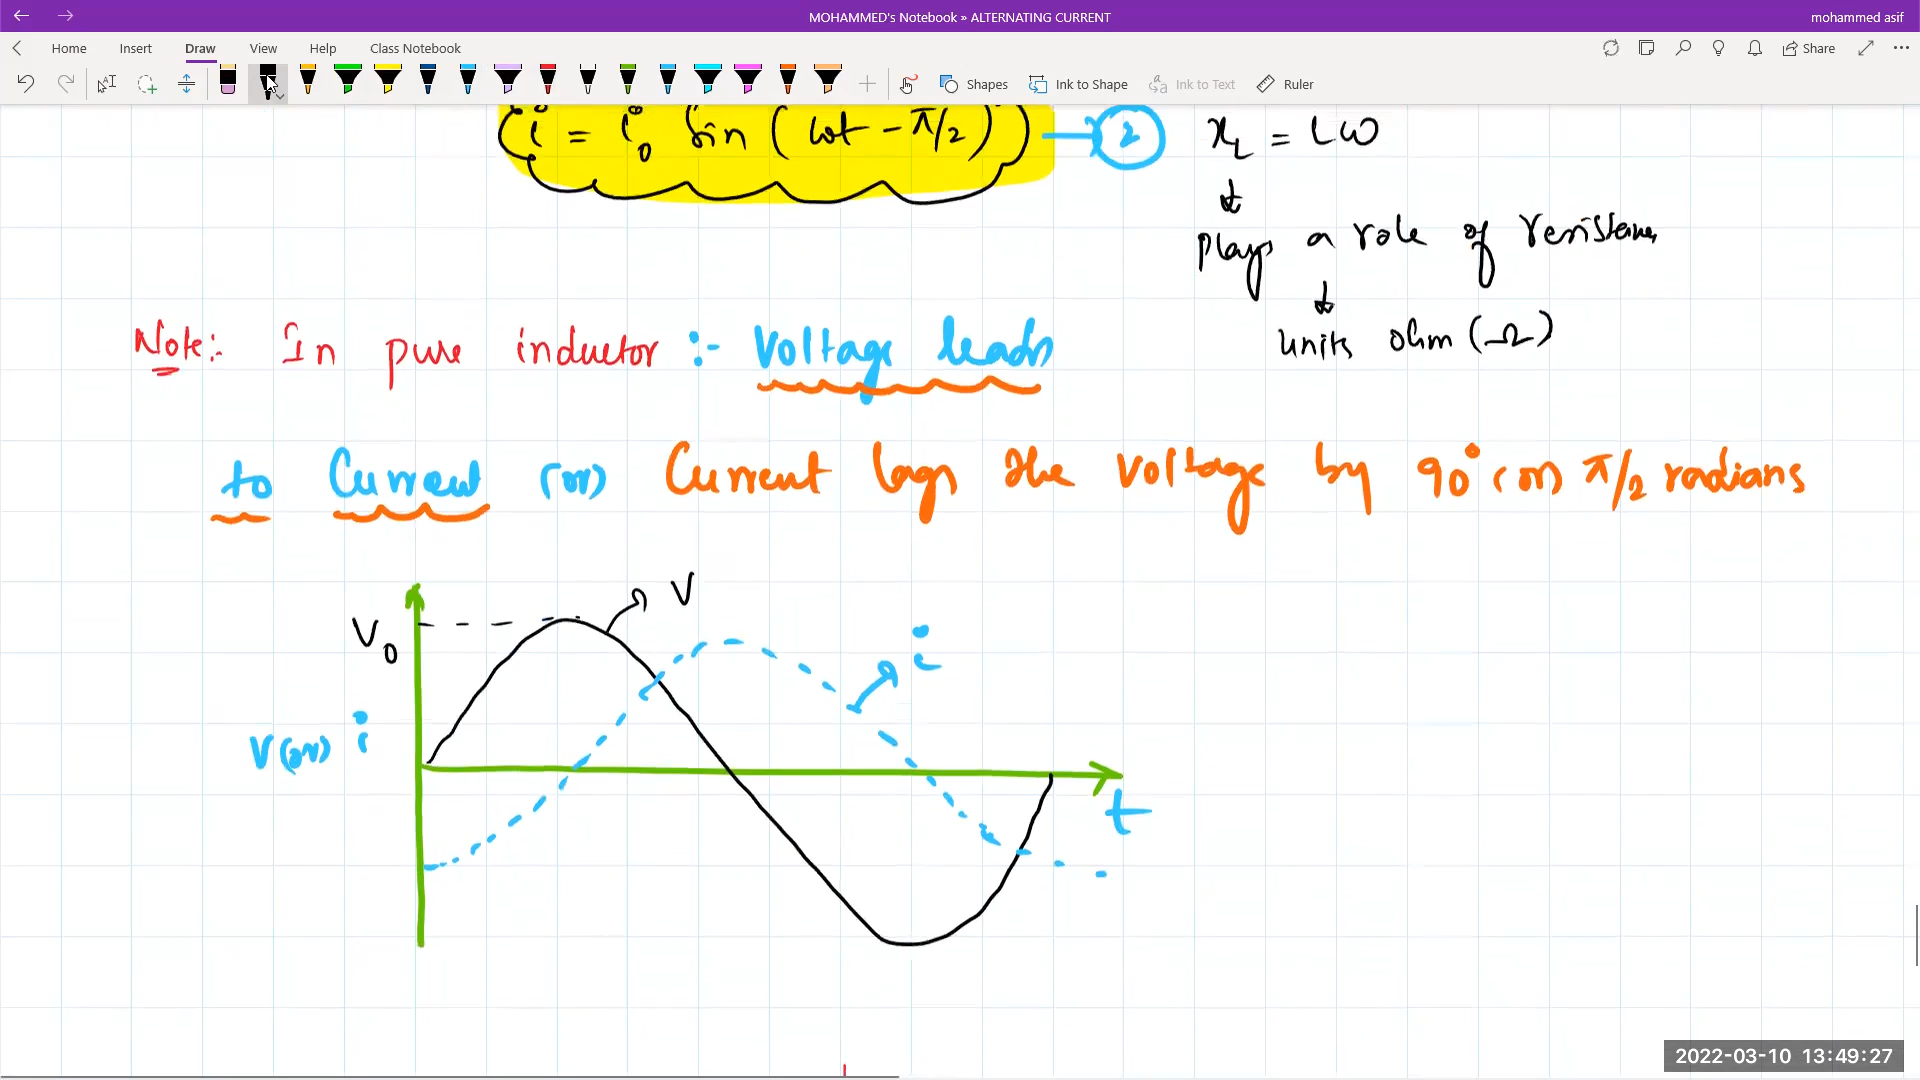 MOHAMMED's Notebook » ALTERNATING CURRENT
mohammed asif
Home Insert Draw View Help Class Notebook
Share
Shapes Ink to Shape Ink to Text Ruler
i = i₀ Sin (ωt - π/2) → 2
x_L = Lω
Plays a role of resistance
units ohm (Ω)
Note:- In pure inductor :- Voltage leads
to Current (or) Current lags the voltage by 90° (or) π/2 radians
V
V₀
i
V (or) i
t
2022-03-10 13:49:27